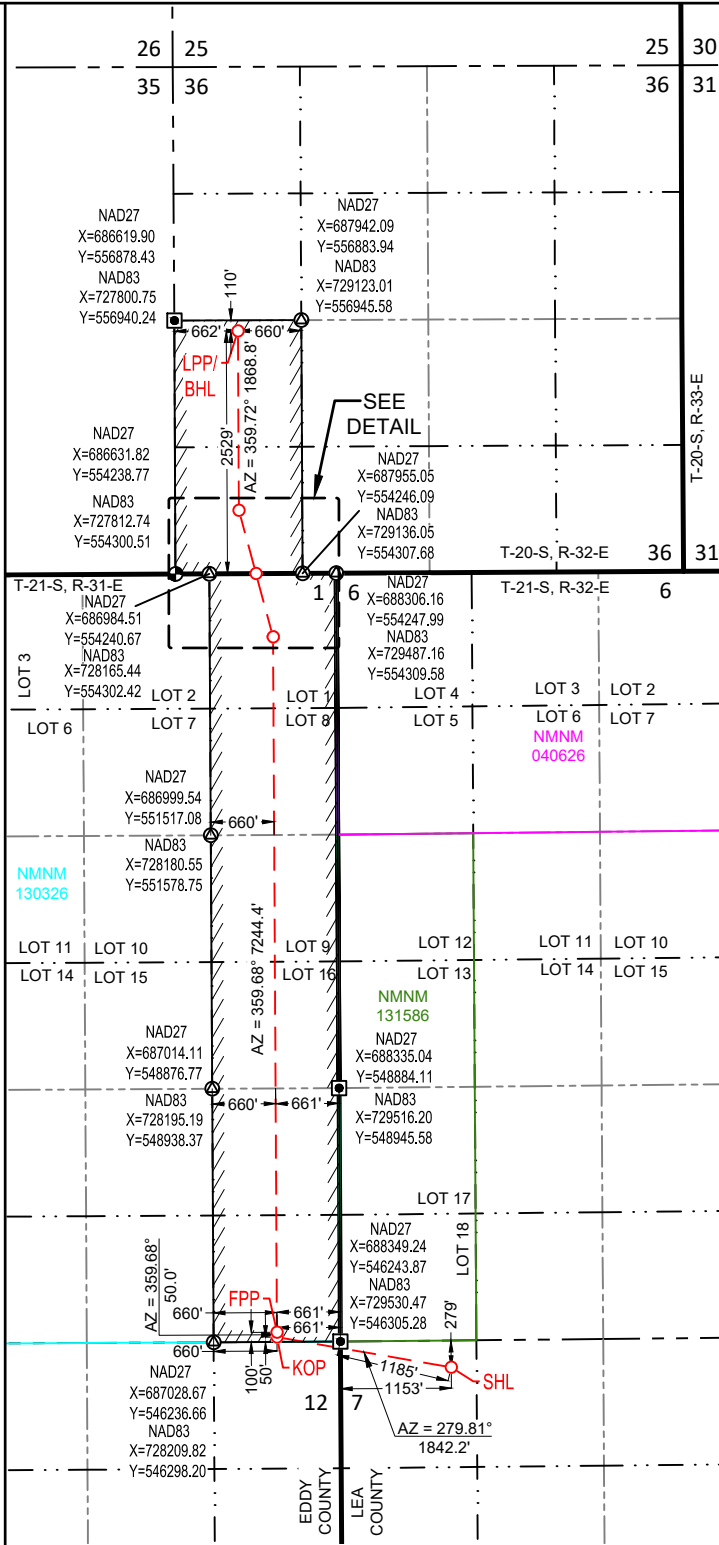 26 25
25 30
35 36
36 31
NAD27
X=686619.90
Y=556878.43
NAD83
X=727800.75
Y=556940.24
NAD27
X=687942.09
Y=556883.94
NAD83
X=729123.01
Y=556945.58
110'
662'
660'
LPP/
BHL
2529'
AZ = 359.72° 1868.8'
SEE
DETAIL
T-20-S, R-33-E
NAD27
X=686631.82
Y=554238.77
NAD83
X=727812.74
Y=554300.51
NAD27
X=687955.05
Y=554246.09
NAD83
X=729136.05
Y=554307.68
T-20-S, R-32-E
36 31
T-21-S, R-31-E
1 6
T-21-S, R-32-E
6
NAD27
X=686984.51
Y=554240.67
NAD83
X=728165.44
Y=554302.42
NAD27
X=688306.16
Y=554247.99
NAD83
X=729487.16
Y=554309.58
LOT 3
LOT 2
LOT 1
LOT 4
LOT 3
LOT 2
LOT 6
LOT 7
LOT 8
LOT 5
LOT 6
LOT 7
NMNM
040626
NAD27
X=686999.54
Y=551517.08
NAD83
X=728180.55
Y=551578.75
660'
NMNM
130326
AZ = 359.68° 7244.4'
LOT 11
LOT 10
LOT 9
LOT 12
LOT 11
LOT 10
LOT 14
LOT 15
LOT 16
LOT 13
LOT 14
LOT 15
NMNM
131586
NAD27
X=687014.11
Y=548876.77
NAD83
X=728195.19
Y=548938.37
NAD27
X=688335.04
Y=548884.11
NAD83
X=729516.20
Y=548945.58
660'
661'
LOT 17
LOT 18
NAD27
X=688349.24
Y=546243.87
NAD83
X=729530.47
Y=546305.28
AZ = 359.68°
50.0'
FPP
660'
661'
661'
660'
100'
50'
KOP
279'
1185'
1153'
SHL
12 7
AZ = 279.81°
1842.2'
NAD27
X=687028.67
Y=546236.66
NAD83
X=728209.82
Y=546298.20
EDDY
COUNTY
LEA
COUNTY